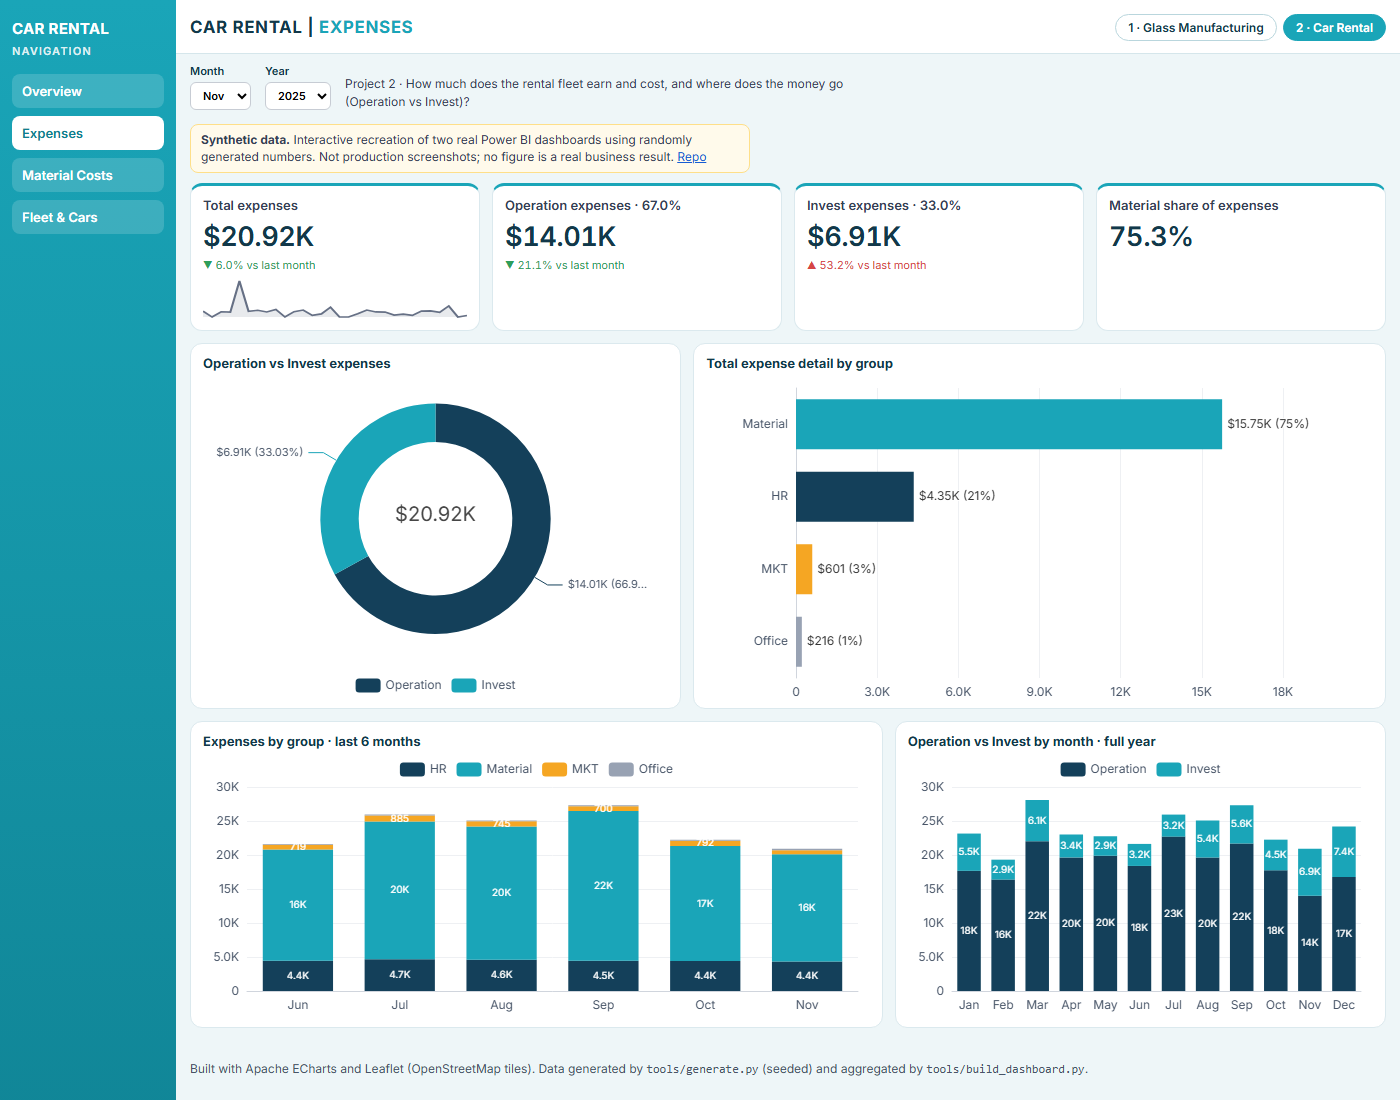 CAR RENTAL
NAVIGATION
Overview
Expenses
Material Costs
Fleet & Cars
CAR RENTAL | EXPENSES
1 · Glass Manufacturing
2 · Car Rental
Month
Year
Nov
2025
Project 2 · How much does the rental fleet earn and cost, and where does the money go
(Operation vs Invest)?
Synthetic data. Interactive recreation of two real Power BI dashboards using randomly
generated numbers. Not production screenshots; no figure is a real business result. Repo
Total expenses
$20.92K
▼ 6.0% vs last month
Operation expenses · 67.0%
$14.01K
▼ 21.1% vs last month
Invest expenses · 33.0%
$6.91K
▲ 53.2% vs last month
Material share of expenses
75.3%
Operation vs Invest expenses
$6.91K (33.03%)
$20.92K
$14.01K (66.9...
Operation
Invest
Total expense detail by group
Material
$15.75K (75%)
HR
$4.35K (21%)
MKT
$601 (3%)
Office
$216 (1%)
0 3.0K 6.0K 9.0K 12K 15K 18K
Expenses by group · last 6 months
HR Material MKT Office
30K
25K
20K
15K
10K
5.0K
0
719 885 745 700 792
16K 20K 20K 22K 17K 16K
4.4K 4.7K 4.6K 4.5K 4.4K 4.4K
Jun Jul Aug Sep Oct Nov
Operation vs Invest by month · full year
Operation Invest
30K
25K
20K
15K
10K
5.0K
0
5.5K 2.9K 6.1K 3.4K 2.9K 3.2K 3.2K 5.4K 5.6K 4.5K 6.9K 7.4K
18K 16K 22K 20K 20K 18K 23K 20K 22K 18K 14K 17K
Jan Feb Mar Apr May Jun Jul Aug Sep Oct Nov Dec
Built with Apache ECharts and Leaflet (OpenStreetMap tiles). Data generated by tools/generate.py (seeded) and aggregated by tools/build_dashboard.py.